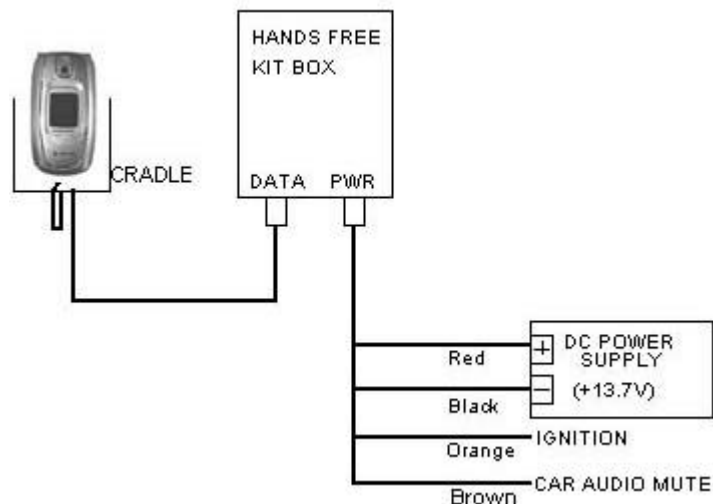 HANDS FREE
KIT BOX
CRADLE
DATA PWR
Red
+
DC POWER
SUPPLY
(+13.7V)
−
Black
IGNITION
Orange
CAR AUDIO MUTE
Brown